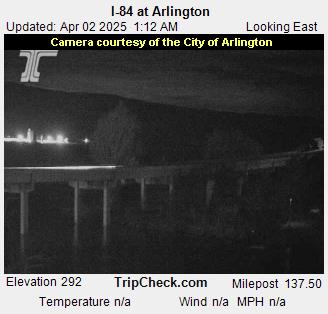 I-84 at Arlington
Updated: Apr 02 2025 1:12 AM Looking East
Camera courtesy of the City of Arlington
Elevation 292 TripCheck.com Milepost 137.50
Temperature n/a Wind n/a MPH n/a